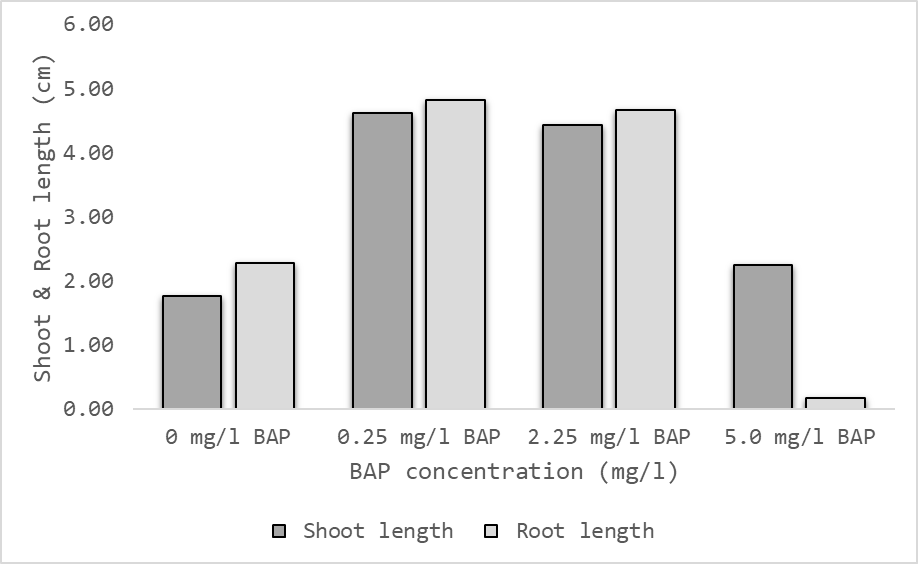 6.00
5.00
4.00
3.00
2.00
1.00
0.00
Shoot & Root length (cm)
0 mg/l BAP 0.25 mg/l BAP 2.25 mg/l BAP 5.0 mg/l BAP
BAP concentration (mg/l)
Shoot length Root length